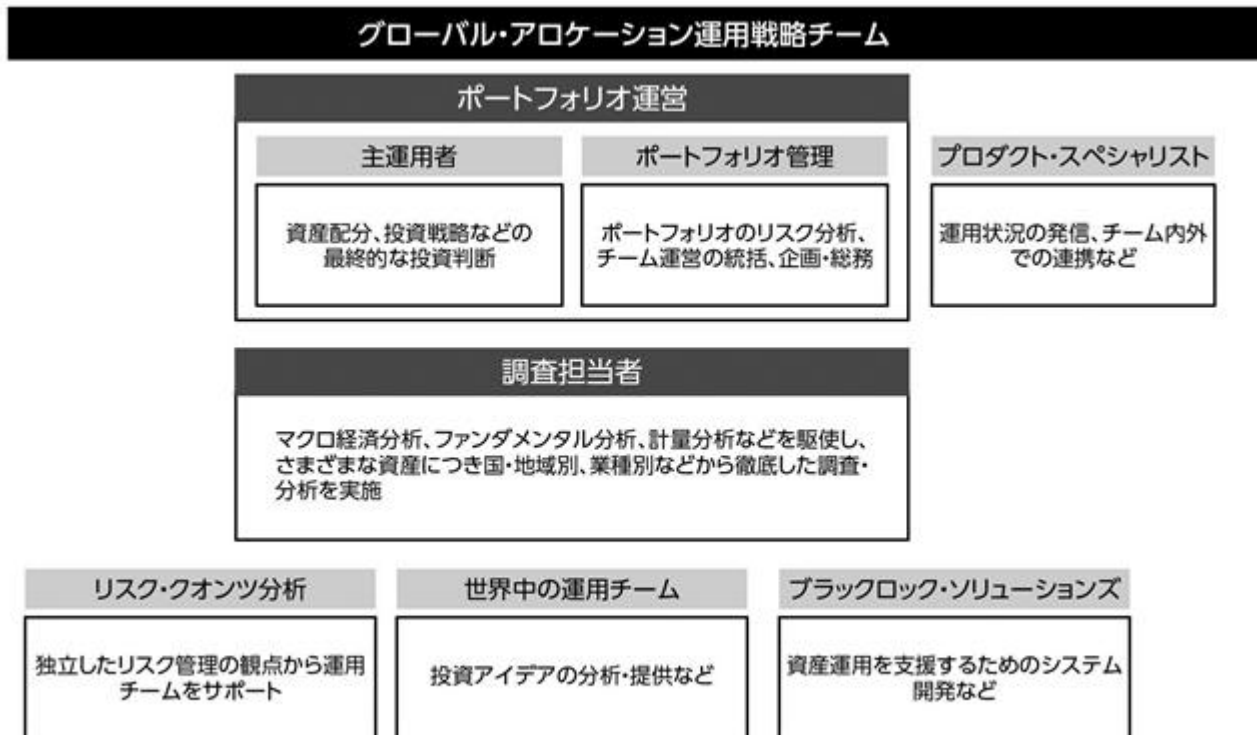 グローバル・アロケーション運用戦略チーム
ポートフォリオ運営
主運用者
資産配分、投資戦略などの
最終的な投資判断
ポートフォリオ管理
ポートフォリオのリスク分析、
チーム運営の統括、企画・総務
プロダクト・スペシャリスト
運用状況の発信、チーム内外
での連携など
調査担当者
マクロ経済分析、ファンダメンタル分析、計量分析などを駆使し、
さまざまな資産につき国・地域別、業種別などから徹底した調査・
分析を実施
リスク・クオンツ分析
独立したリスク管理の観点から運用
チームをサポート
世界中の運用チーム
投資アイデアの分析・提供など
ブラックロック・ソリューションズ
資産運用を支援するためのシステム
開発など